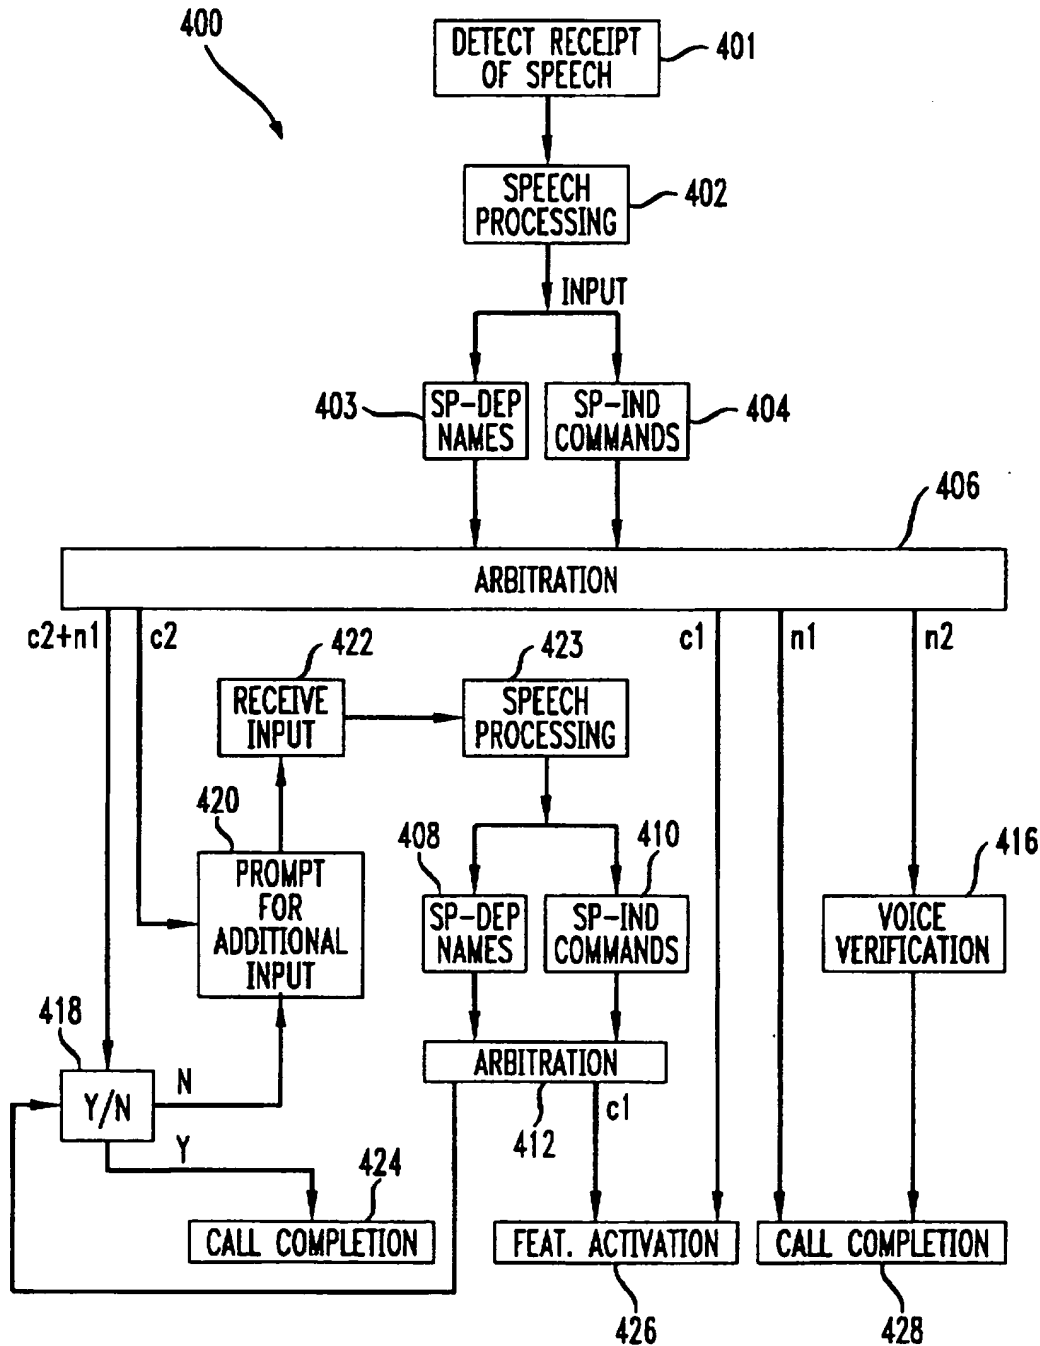 400
DETECT RECEIPT
OF SPEECH
401
SPEECH
PROCESSING
402
INPUT
403
SP-DEP
NAMES
SP-IND
COMMANDS
404
406
ARBITRATION
c2+n1
c2
c1
n1
n2
422
RECEIVE
INPUT
423
SPEECH
PROCESSING
420
PROMPT
FOR
ADDITIONAL
INPUT
408
SP-DEP
NAMES
410
SP-IND
COMMANDS
416
VOICE
VERIFICATION
418
Y/N
N
Y
ARBITRATION
412
c1
424
CALL COMPLETION
FEAT. ACTIVATION
426
CALL COMPLETION
428